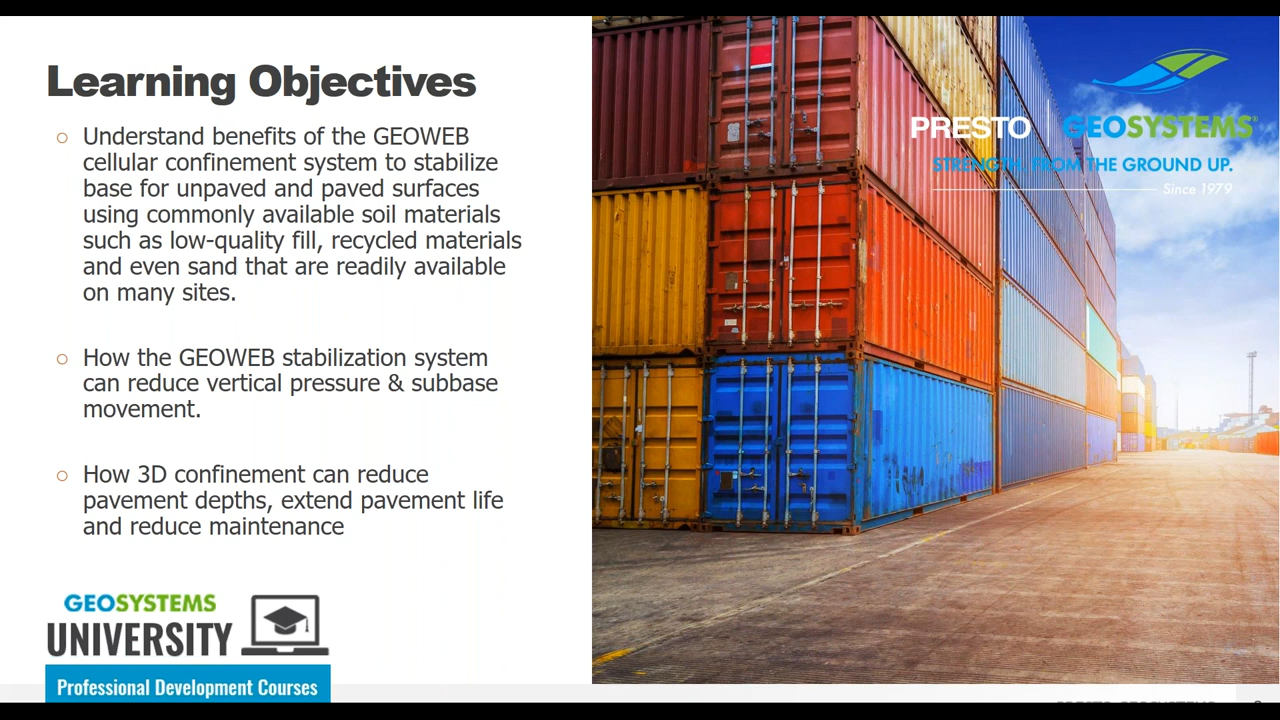 Learning Objectives
○ Understand benefits of the GEOWEB
cellular confinement system to stabilize
base for unpaved and paved surfaces
using commonly available soil materials
such as low-quality fill, recycled materials
and even sand that are readily available
on many sites.
○ How the GEOWEB stabilization system
can reduce vertical pressure & subbase
movement.
○ How 3D confinement can reduce
pavement depths, extend pavement life
and reduce maintenance
GEOSYSTEMS
UNIVERSITY
Professional Development Courses
PRESTO | GEOSYSTEMS®
STRENGTH. FROM THE GROUND UP.
Since 1979